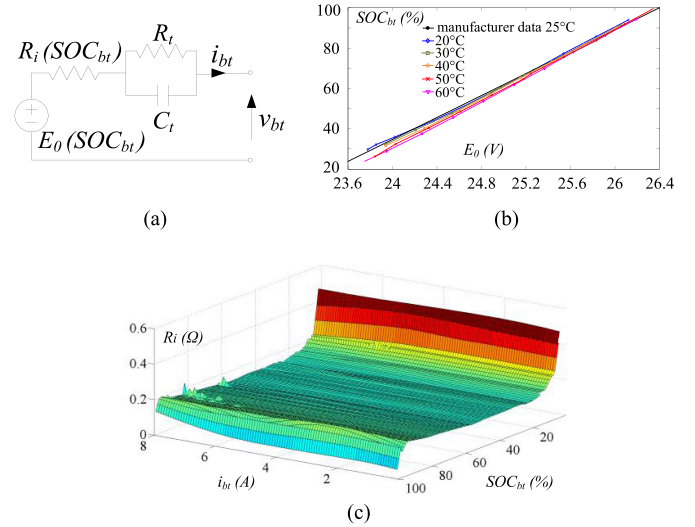 R_i (SOC_bt)
R_t
i_bt
C_t
v_bt
E_0 (SOC_bt)
(a)
SOC_bt (%)
100
80
60
40
20
manufacturer data 25°C
20°C
30°C
40°C
50°C
60°C
E_0 (V)
23.6 24 24.4 24.8 25.2 25.6 26 26.4
(b)
Ri (Ω)
0.6
0.4
0.2
0
8
6
4
2
i_bt (A)
20
40
60
80
100
SOC_bt (%)
(c)